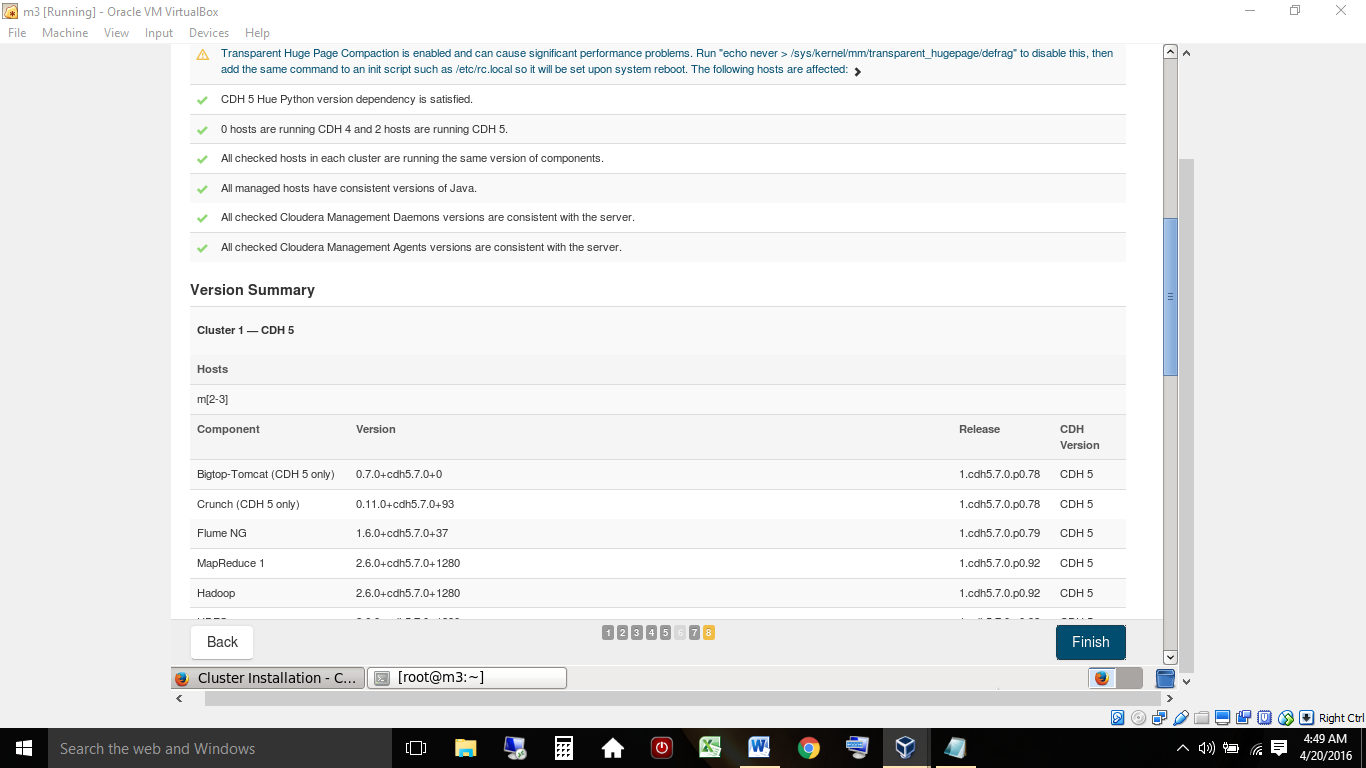 m3 [Running] - Oracle VM VirtualBox
File Machine View Input Devices Help
Transparent Huge Page Compaction is enabled and can cause significant performance problems. Run "echo never > /sys/kernel/mm/transparent_hugepage/defrag" to disable this, then
add the same command to an init script such as /etc/rc.local so it will be set upon system reboot. The following hosts are affected:
CDH 5 Hue Python version dependency is satisfied.
0 hosts are running CDH 4 and 2 hosts are running CDH 5.
All checked hosts in each cluster are running the same version of components.
All managed hosts have consistent versions of Java.
All checked Cloudera Management Daemons versions are consistent with the server.
All checked Cloudera Management Agents versions are consistent with the server.
Version Summary
Cluster 1 — CDH 5
Hosts
m[2-3]
Component Version Release CDH
Version
Bigtop-Tomcat (CDH 5 only) 0.7.0+cdh5.7.0+0 1.cdh5.7.0.p0.78 CDH 5
Crunch (CDH 5 only) 0.11.0+cdh5.7.0+93 1.cdh5.7.0.p0.78 CDH 5
Flume NG 1.6.0+cdh5.7.0+37 1.cdh5.7.0.p0.79 CDH 5
MapReduce 1 2.6.0+cdh5.7.0+1280 1.cdh5.7.0.p0.92 CDH 5
Hadoop 2.6.0+cdh5.7.0+1280 1.cdh5.7.0.p0.92 CDH 5
Back 1 2 3 4 5 6 7 8 Finish
Cluster Installation - C... [root@m3:~]
Right Ctrl
Search the web and Windows
4:49 AM
4/20/2016